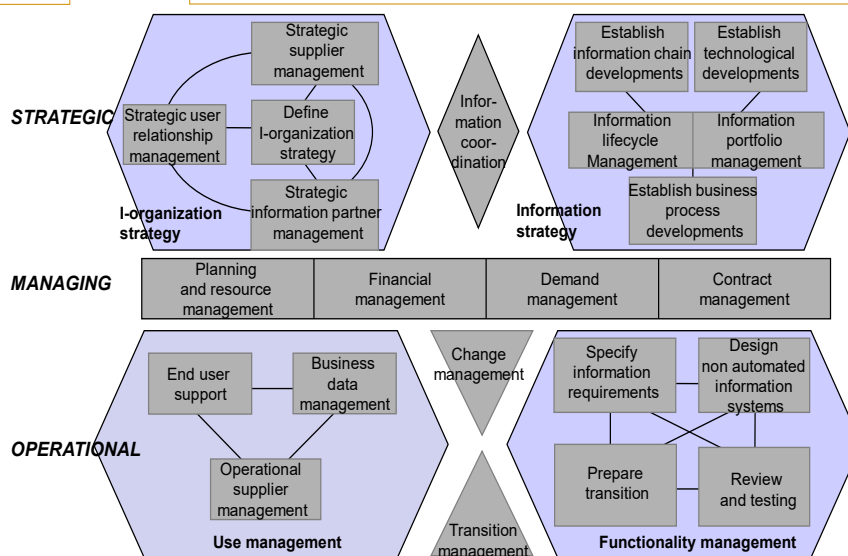 STRATEGIC
Strategic
supplier
management
Strategic user
relationship
management
Define
I-organization
strategy
Strategic
information partner
management
I-organization
strategy
Infor-
mation
coor-
dination
Establish
information chain
developments
Establish
technological
developments
Information
lifecycle
Management
Information
portfolio
management
Establish business
process
developments
Information
strategy
MANAGING
Planning
and resource
management
Financial
management
Demand
management
Contract
management
OPERATIONAL
End user
support
Business
data
management
Operational
supplier
management
Use management
Change
management
Transition
management
Specify
information
requirements
Design
non automated
information
systems
Prepare
transition
Review
and testing
Functionality management